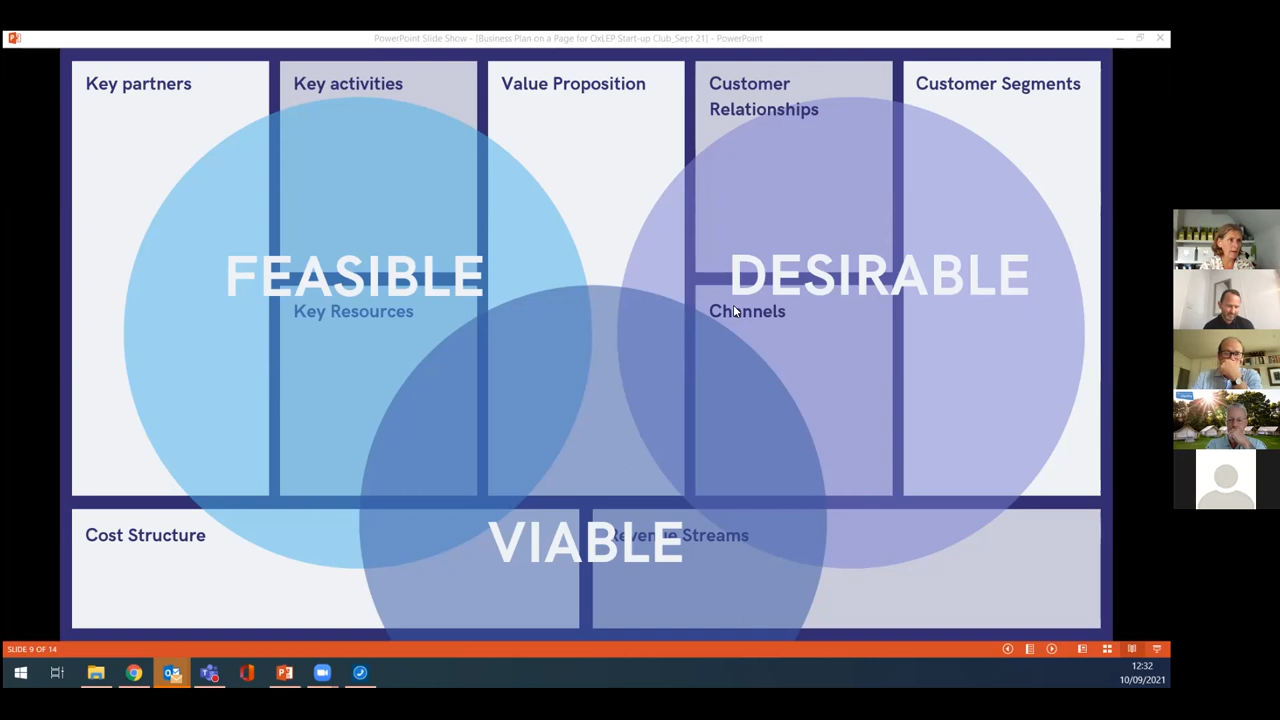 PowerPoint Slide Show - [Business Plan on a Page for OxLEP Start-up Club_Sept 21] - PowerPoint
Key partners
Key activities
Value Proposition
Customer
Relationships
Customer Segments
FEASIBLE
DESIRABLE
Key Resources
Channels
Cost Structure
VIABLE
Revenue Streams
SLIDE 9 OF 14
12:32
10/09/2021